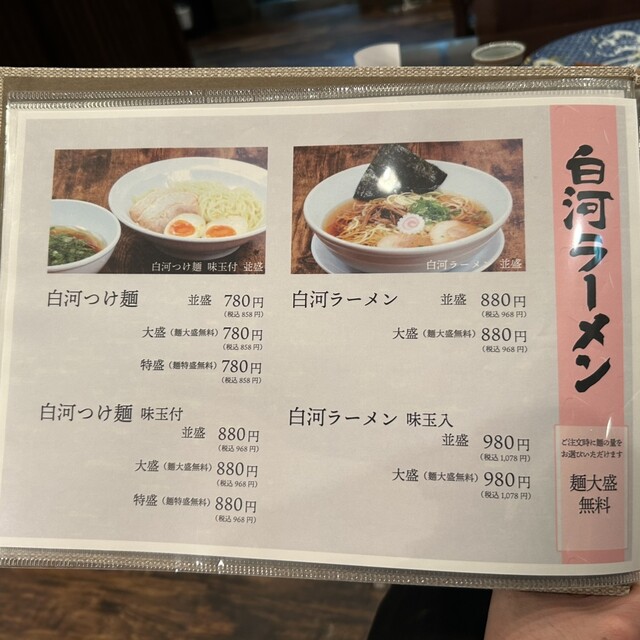 白河つけ麺 味玉付 並盛
白河つけ麺 並盛 780円
(税込 858円)
大盛 (麺大盛無料) 780円
(税込 858円)
特盛 (麺特盛無料) 780円
(税込 858円)
白河つけ麺 味玉付
並盛 880円
(税込 968円)
大盛 (麺大盛無料) 880円
(税込 968円)
特盛 (麺特盛無料) 880円
(税込 968円)
白河ラーメン 並盛
白河ラーメン 並盛 880円
(税込 968円)
大盛 (麺大盛無料) 880円
(税込 968円)
白河ラーメン 味玉入
並盛 980円
(税込 1,078円)
大盛 (麺大盛無料) 980円
(税込 1,078円)
白河ラーメン
ご注文時に麺の量を
お選びいただけます
麺大盛
無料